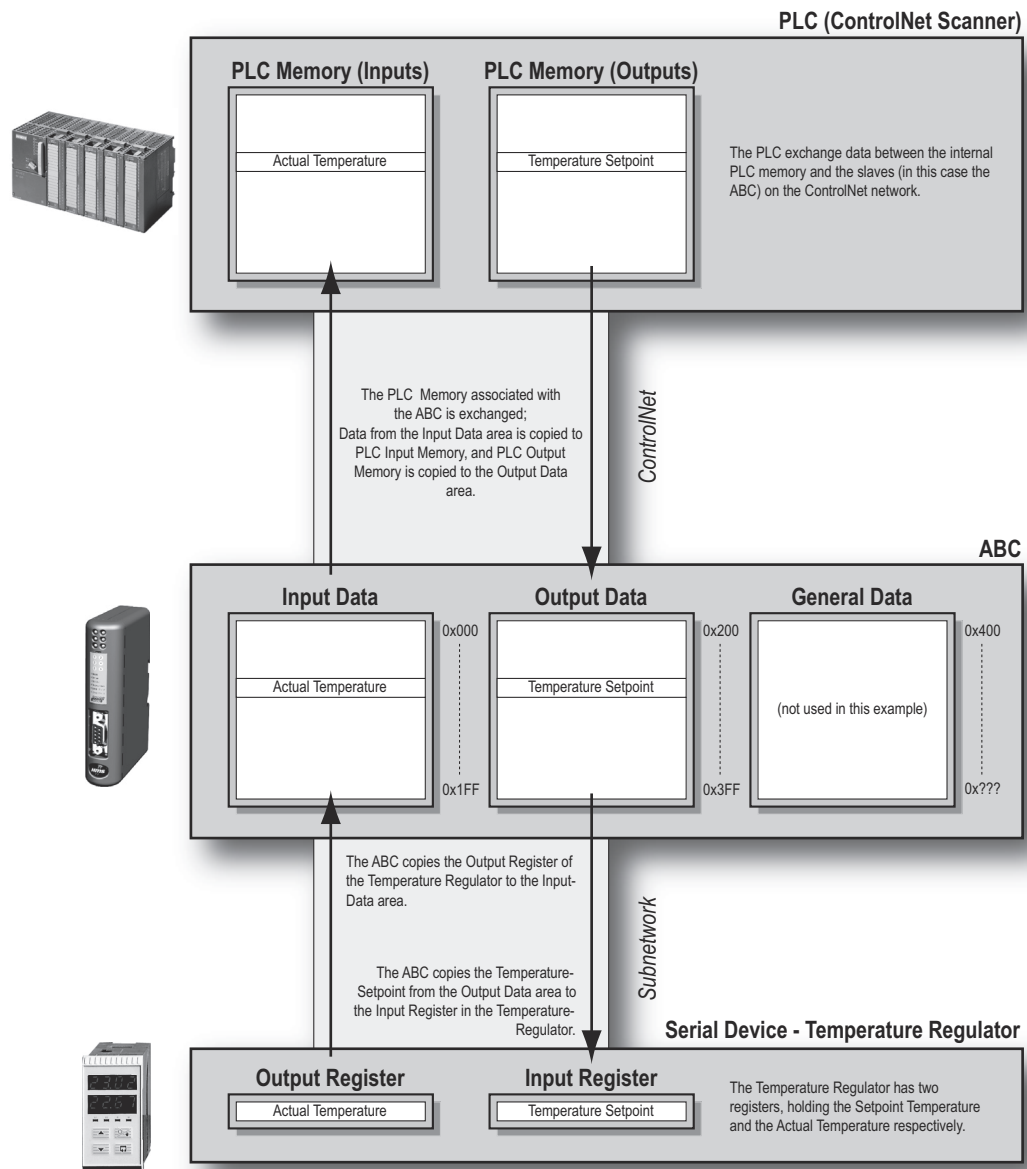 PLC (ControlNet Scanner)
PLC Memory (Inputs)
PLC Memory (Outputs)
Actual Temperature
Temperature Setpoint
The PLC exchange data between the internal
PLC memory and the slaves (in this case the
ABC) on the ControlNet network.
The PLC Memory associated with
the ABC is exchanged;
Data from the Input Data area is copied to
PLC Input Memory, and PLC Output
Memory is copied to the Output Data
area.
ControlNet
ABC
Input Data
Output Data
General Data
0x000
0x200
0x400
Actual Temperature
Temperature Setpoint
(not used in this example)
0x1FF
0x3FF
0x???
The ABC copies the Output Register of
the Temperature Regulator to the Input-
Data area.
The ABC copies the Temperature-
Setpoint from the Output Data area to
the Input Register in the Temperature-
Regulator.
Subnetwork
Serial Device - Temperature Regulator
Output Register
Input Register
Actual Temperature
Temperature Setpoint
The Temperature Regulator has two
registers, holding the Setpoint Temperature
and the Actual Temperature respectively.